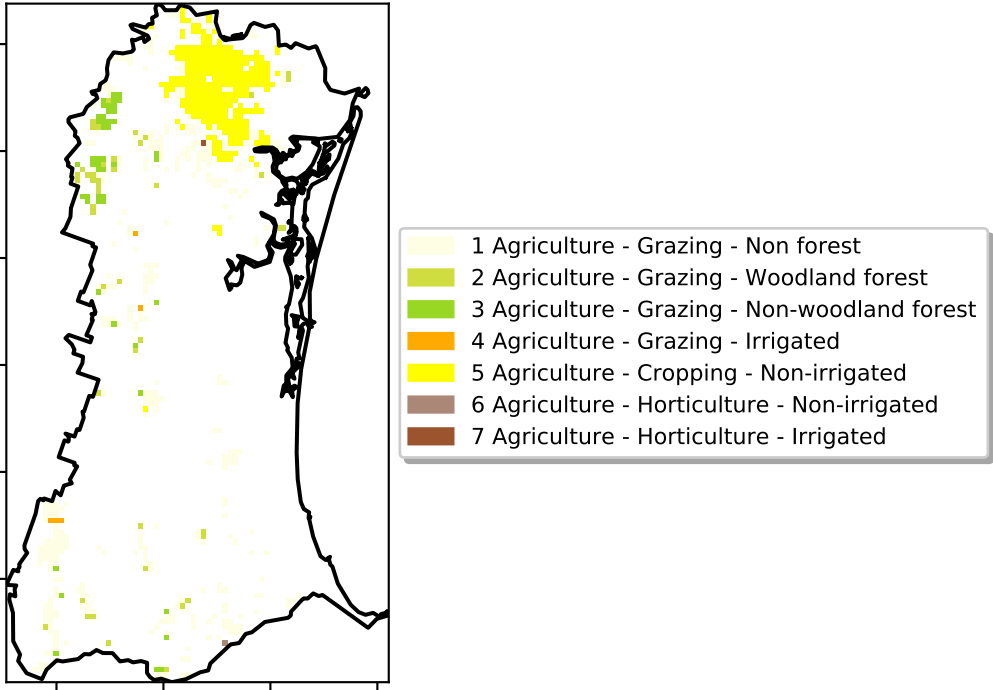 1 Agriculture - Grazing - Non forest
2 Agriculture - Grazing - Woodland forest
3 Agriculture - Grazing - Non-woodland forest
4 Agriculture - Grazing - Irrigated
5 Agriculture - Cropping - Non-irrigated
6 Agriculture - Horticulture - Non-irrigated
7 Agriculture - Horticulture - Irrigated